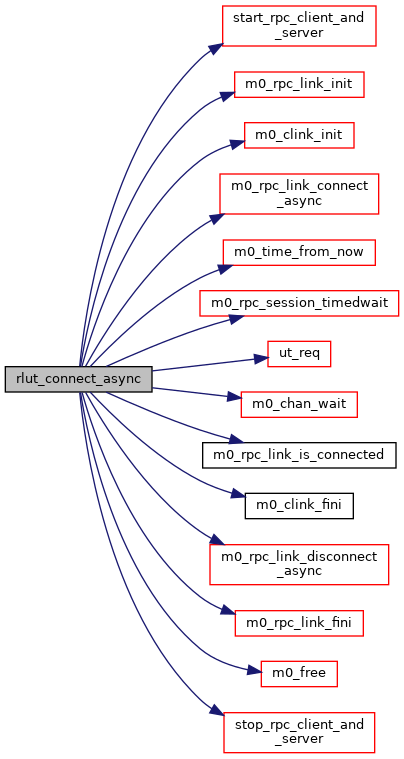 start_rpc_client_and
_server
m0_rpc_link_init
m0_clink_init
m0_rpc_link_connect
_async
m0_time_from_now
m0_rpc_session_timedwait
ut_req
rlut_connect_async
m0_chan_wait
m0_rpc_link_is_connected
m0_clink_fini
m0_rpc_link_disconnect
_async
m0_rpc_link_fini
m0_free
stop_rpc_client_and
_server